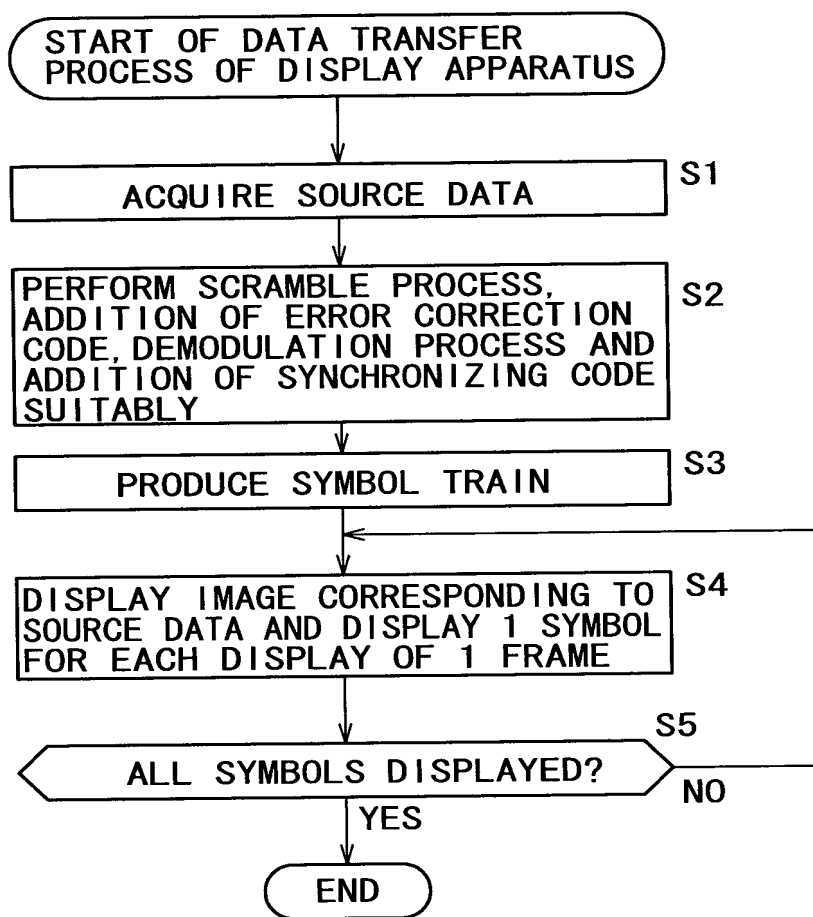 START OF DATA TRANSFER
PROCESS OF DISPLAY APPARATUS
S1
ACQUIRE SOURCE DATA
S2
PERFORM SCRAMBLE PROCESS,
ADDITION OF ERROR CORRECTION
CODE, DEMODULATION PROCESS AND
ADDITION OF SYNCHRONIZING CODE
SUITABLY
S3
PRODUCE SYMBOL TRAIN
S4
DISPLAY IMAGE CORRESPONDING TO
SOURCE DATA AND DISPLAY 1 SYMBOL
FOR EACH DISPLAY OF 1 FRAME
S5
ALL SYMBOLS DISPLAYED?
NO
YES
END